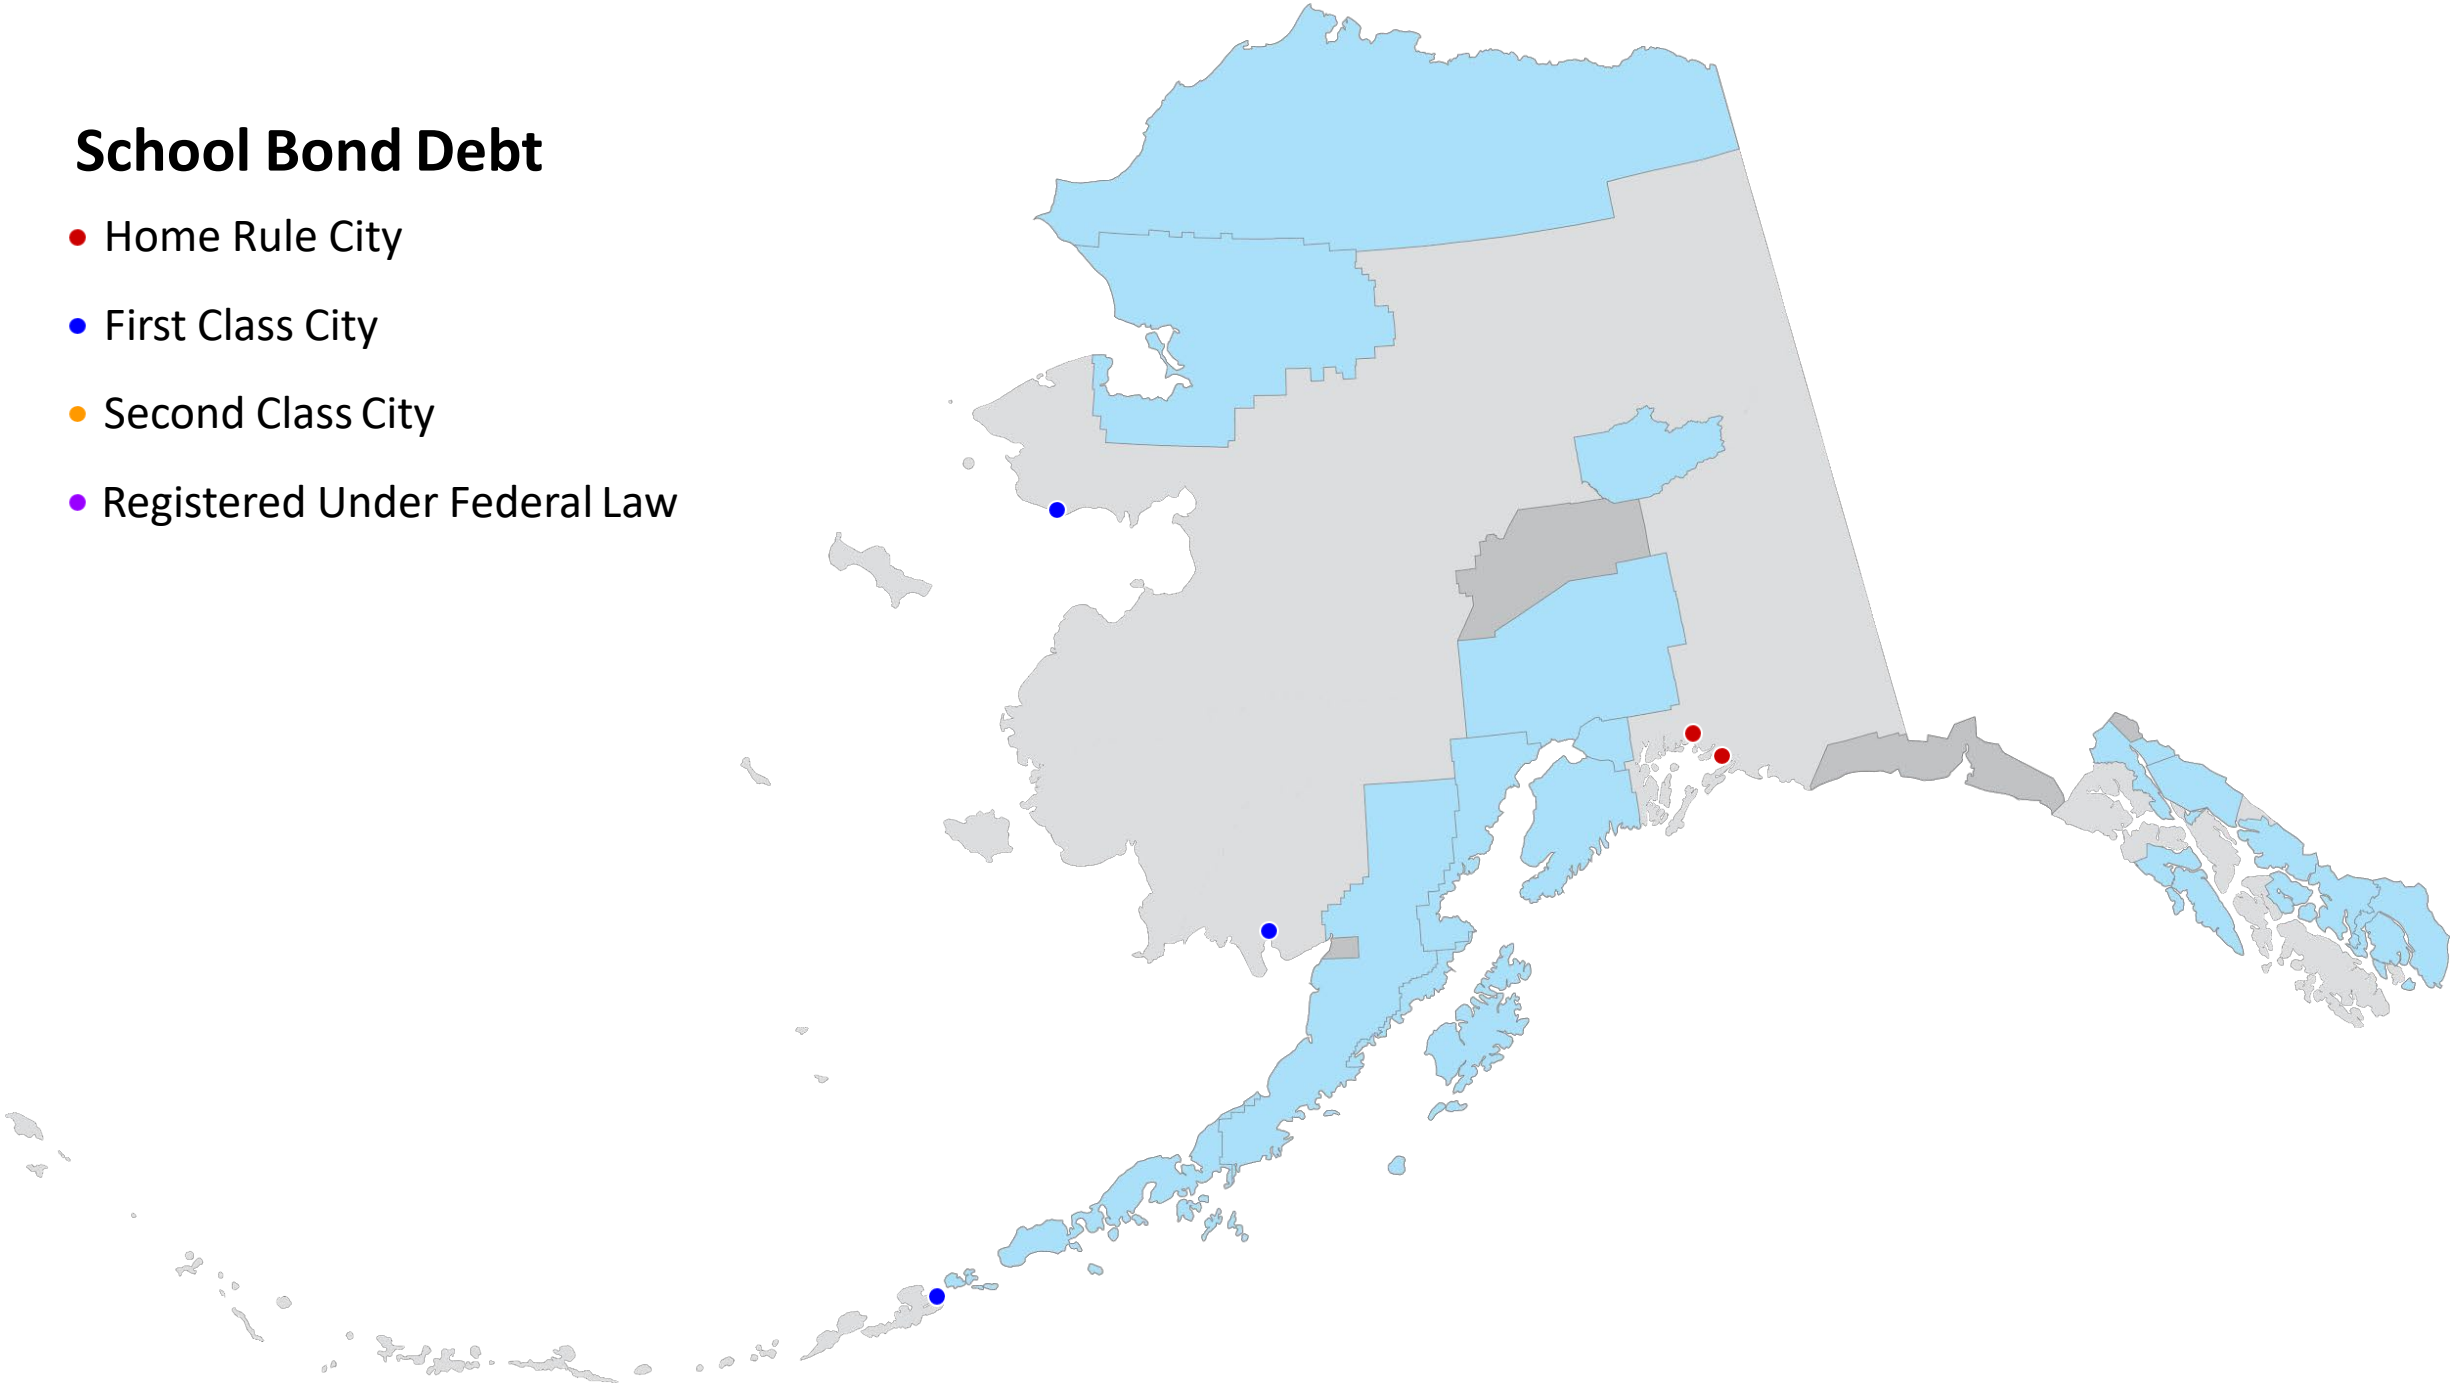 School Bond Debt
Home Rule City
First Class City
Second Class City
Registered Under Federal Law